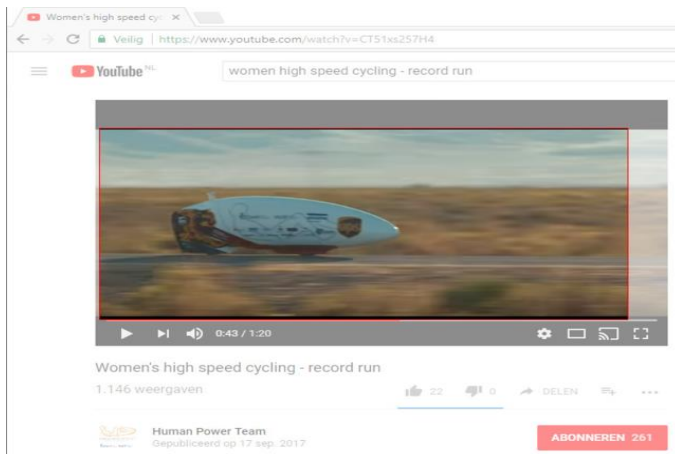 Women's high speed cyc
Veilig https://www.youtube.com/watch?v=CT51xs257H4
YouTube NL
women high speed cycling - record run
0:43 / 1:20
Women's high speed cycling - record run
1.146 weergaven
22
0
DELEN
Human Power Team
Gepubliceerd op 17 sep. 2017
ABONNEREN 261